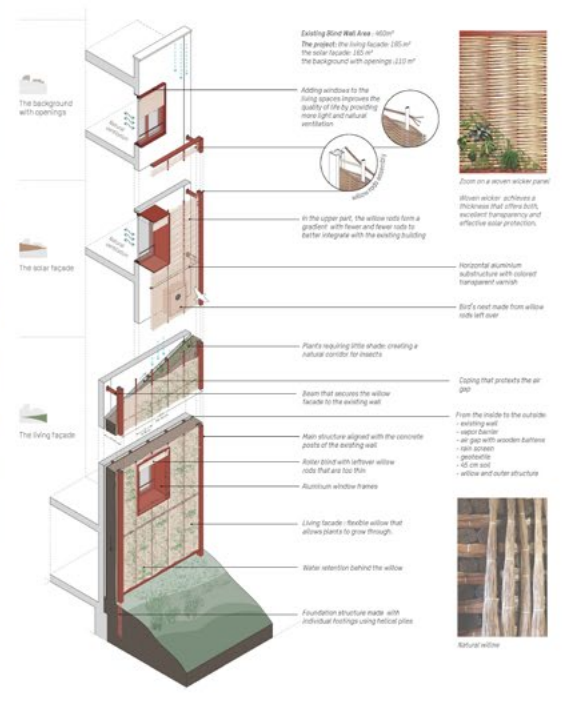 Existing Blind Wall Area : 460m²
The project: the living facade: 185 m²
the solar facade: 165 m²
the background with openings :110 m²
The background
with openings
Natural
ventilation
Adding windows to the
living spaces improves the
quality of life by providing
more light and natural
ventilation
willow rods assembly
Zoom on a woven wicker panel
Woven wicker achieves a
thickness that offers both,
excellent transparency and
effective solar protection.
Natural
ventilation
In the upper part, the willow rods form a
gradient with fewer and fewer rods to
better integrate with the existing building
The solar façade
Horizontal aluminium
substructure with colored
transparent varnish
Bird's nest made from willow
rods left over
Plants requiring little shade: creating a
natural corridor for insects
Coping that protexts the air
gap
Beam that secures the willow
facade to the existing wall
The living façade
From the inside to the outside:
- existing wall
- vapor barrier
- air gap with wooden battens
- rain screen
- geotextile
- 45 cm soil
- willow and outer structure
Main structure aligned with the concrete
posts of the existing wall
Roller blind with leftover willow
rods that are too thin
Aluminium window frames
Living facade : flexible willow that
allows plants to grow through.
Water retention behind the willow
Foundation structure made with
individual footings using helical piles
Natural willow